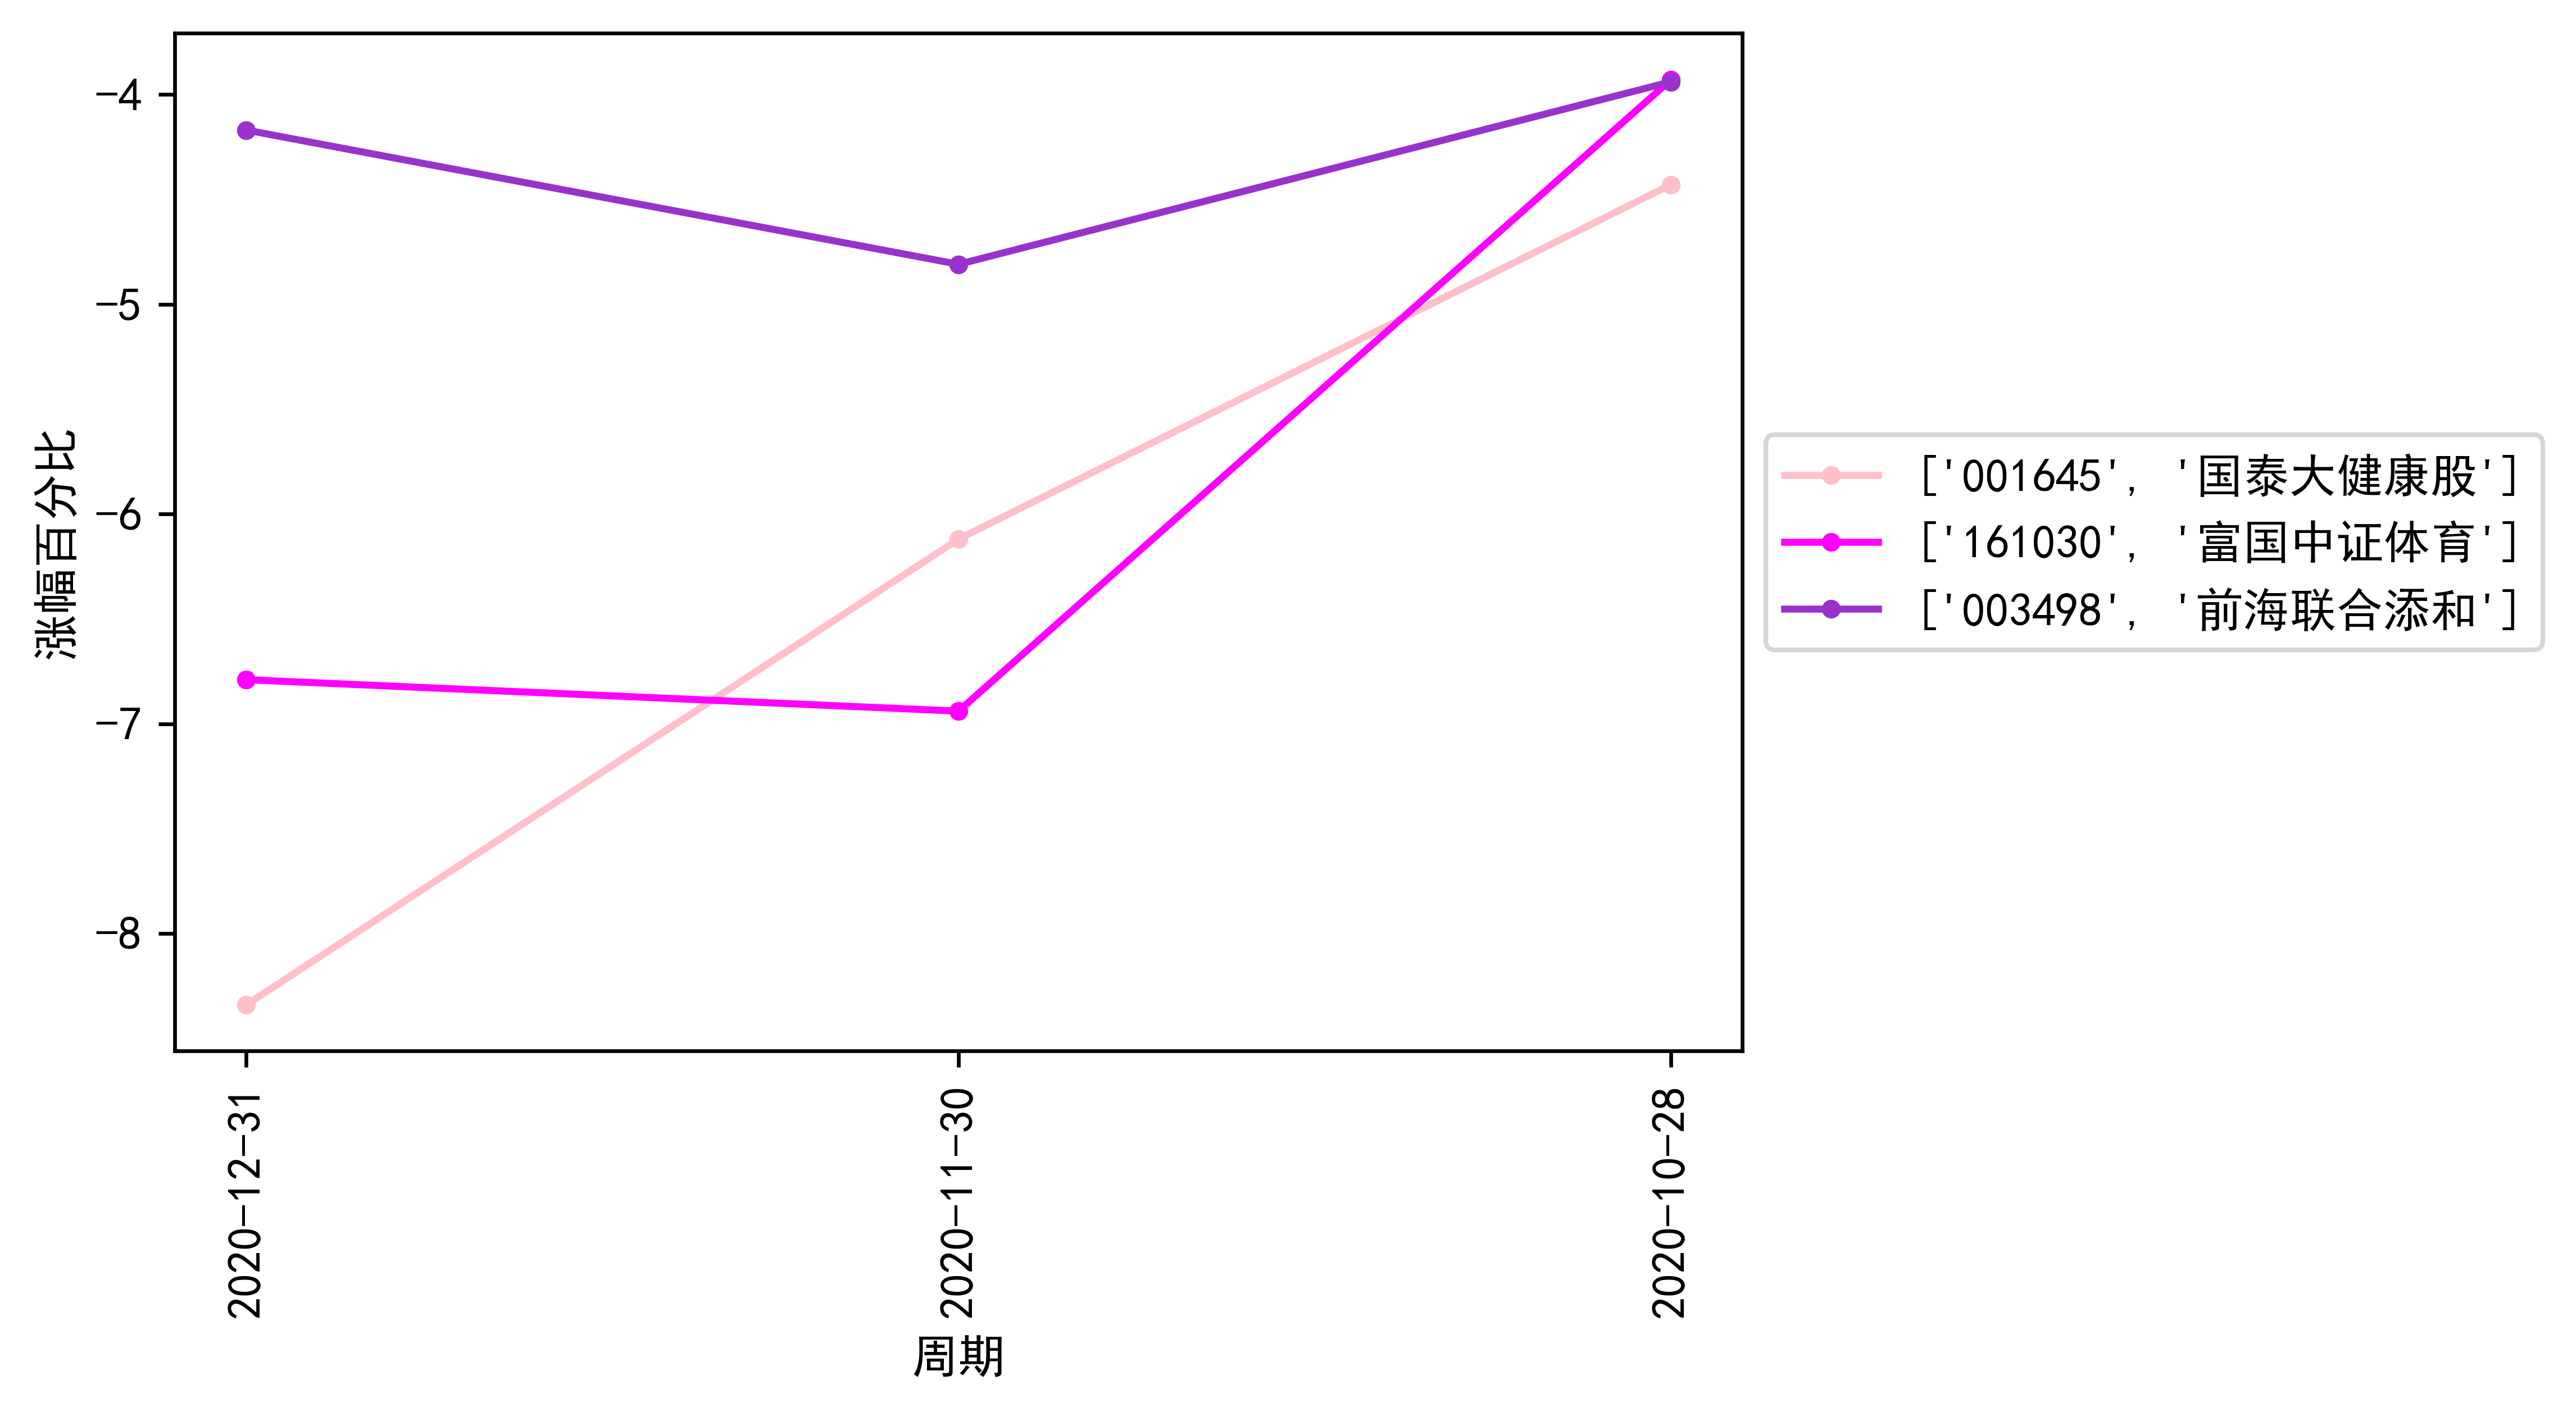 涨幅百分比
-4
-5
-6
-7
-8
2020-12-31
2020-11-30
2020-10-28
周期
['001645', '国泰大健康股']
['161030', '富国中证体育']
['003498', '前海联合添和']